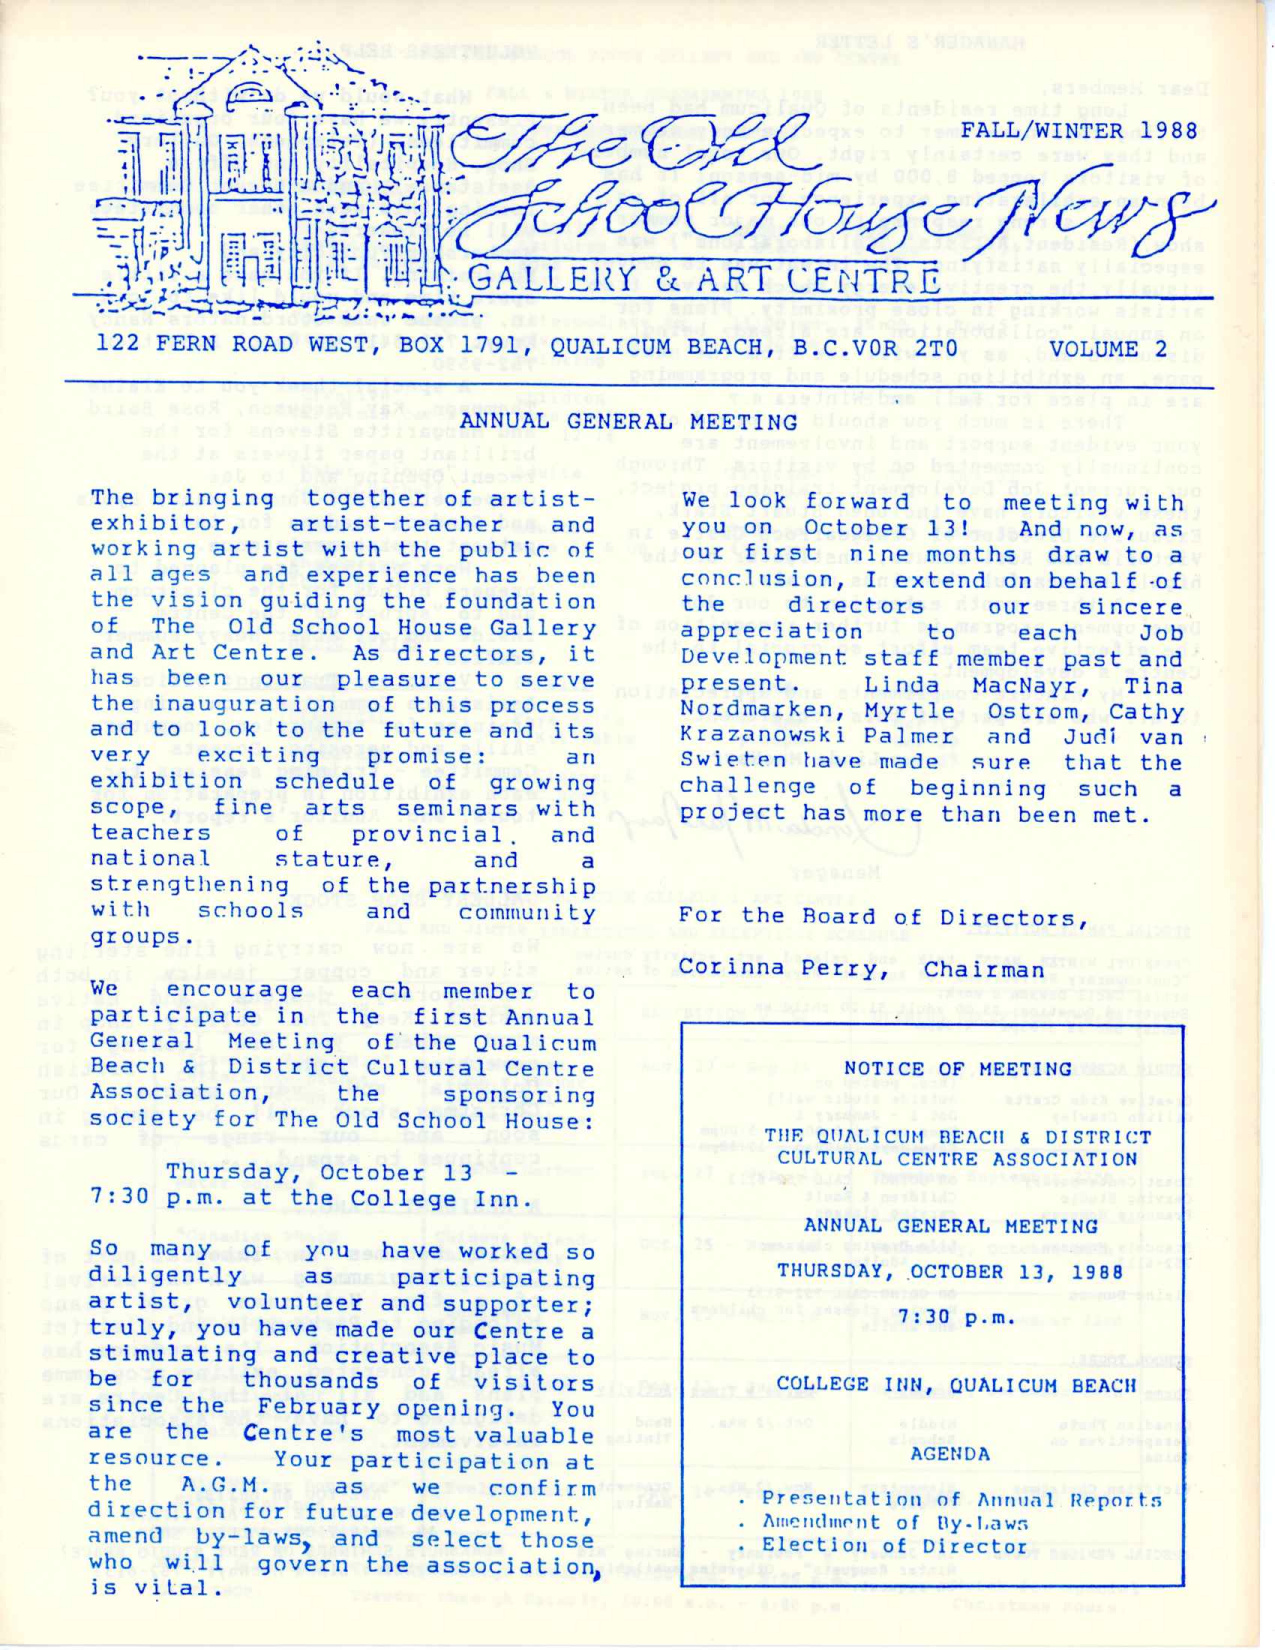 The Old
FALL/WINTER 1988
School House News
GALLERY & ART CENTRE
122 FERN ROAD WEST, BOX 1791, QUALICUM BEACH, B.C.V0R 2T0 VOLUME 2
ANNUAL GENERAL MEETING
The bringing together of artist-
exhibitor, artist-teacher and
working artist with the public of
all ages and experience has been
the vision guiding the foundation
of The Old School House Gallery
and Art Centre. As directors, it
has been our pleasure to serve
the inauguration of this process
and to look to the future and its
very exciting promise: an
exhibition schedule of growing
scope, fine arts seminars with
teachers of provincial. and
national stature, and a
strengthening of the partnership
with schools and community
groups.
We encourage each member to
participate in the first Annual
General Meeting of the Qualicum
Beach & District Cultural Centre
Association, the sponsoring
society for The Old School House:
Thursday, October 13 -
7:30 p.m. at the College Inn.
So many of you have worked so
diligently as participating
artist, volunteer and supporter;
truly, you have made our Centre a
stimulating and creative place to
be for thousands of visitors
since the February opening. You
are the Centre's most valuable
resource. Your participation at
the A.G.M. as we confirm
direction for future development,
amend by-laws, and select those
who will govern the association,
is vital.
We look forward to meeting with
you on October 13! And now, as
our first nine months draw to a
conclusion, I extend on behalf of
the directors our sincere
appreciation to each Job
Development staff member past and
present. Linda MacNayr, Tina
Nordmarken, Myrtle Ostrom, Cathy
Krazanowski Palmer and Judi van
Swieten have made sure that the
challenge of beginning such a
project has more than been met.
For the Board of Directors,
Corinna Perry, Chairman
NOTICE OF MEETING
THE QUALICUM BEACH & DISTRICT
CULTURAL CENTRE ASSOCIATION
ANNUAL GENERAL MEETING
THURSDAY, OCTOBER 13, 1988
7:30 p.m.
COLLEGE INN, QUALICUM BEACH
AGENDA
. Presentation of Annual Reports
. Amendment of By-Laws
. Election of Director